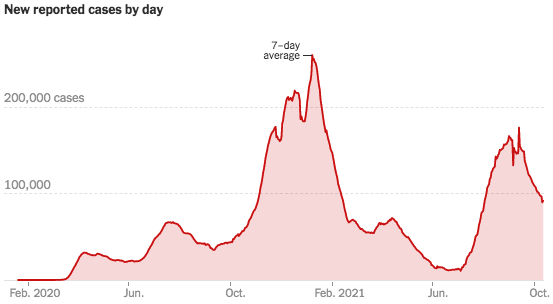 New reported cases by day
7–day
average
200,000 cases
100,000
Feb. 2020
Jun.
Oct.
Feb. 2021
Jun.
Oct.